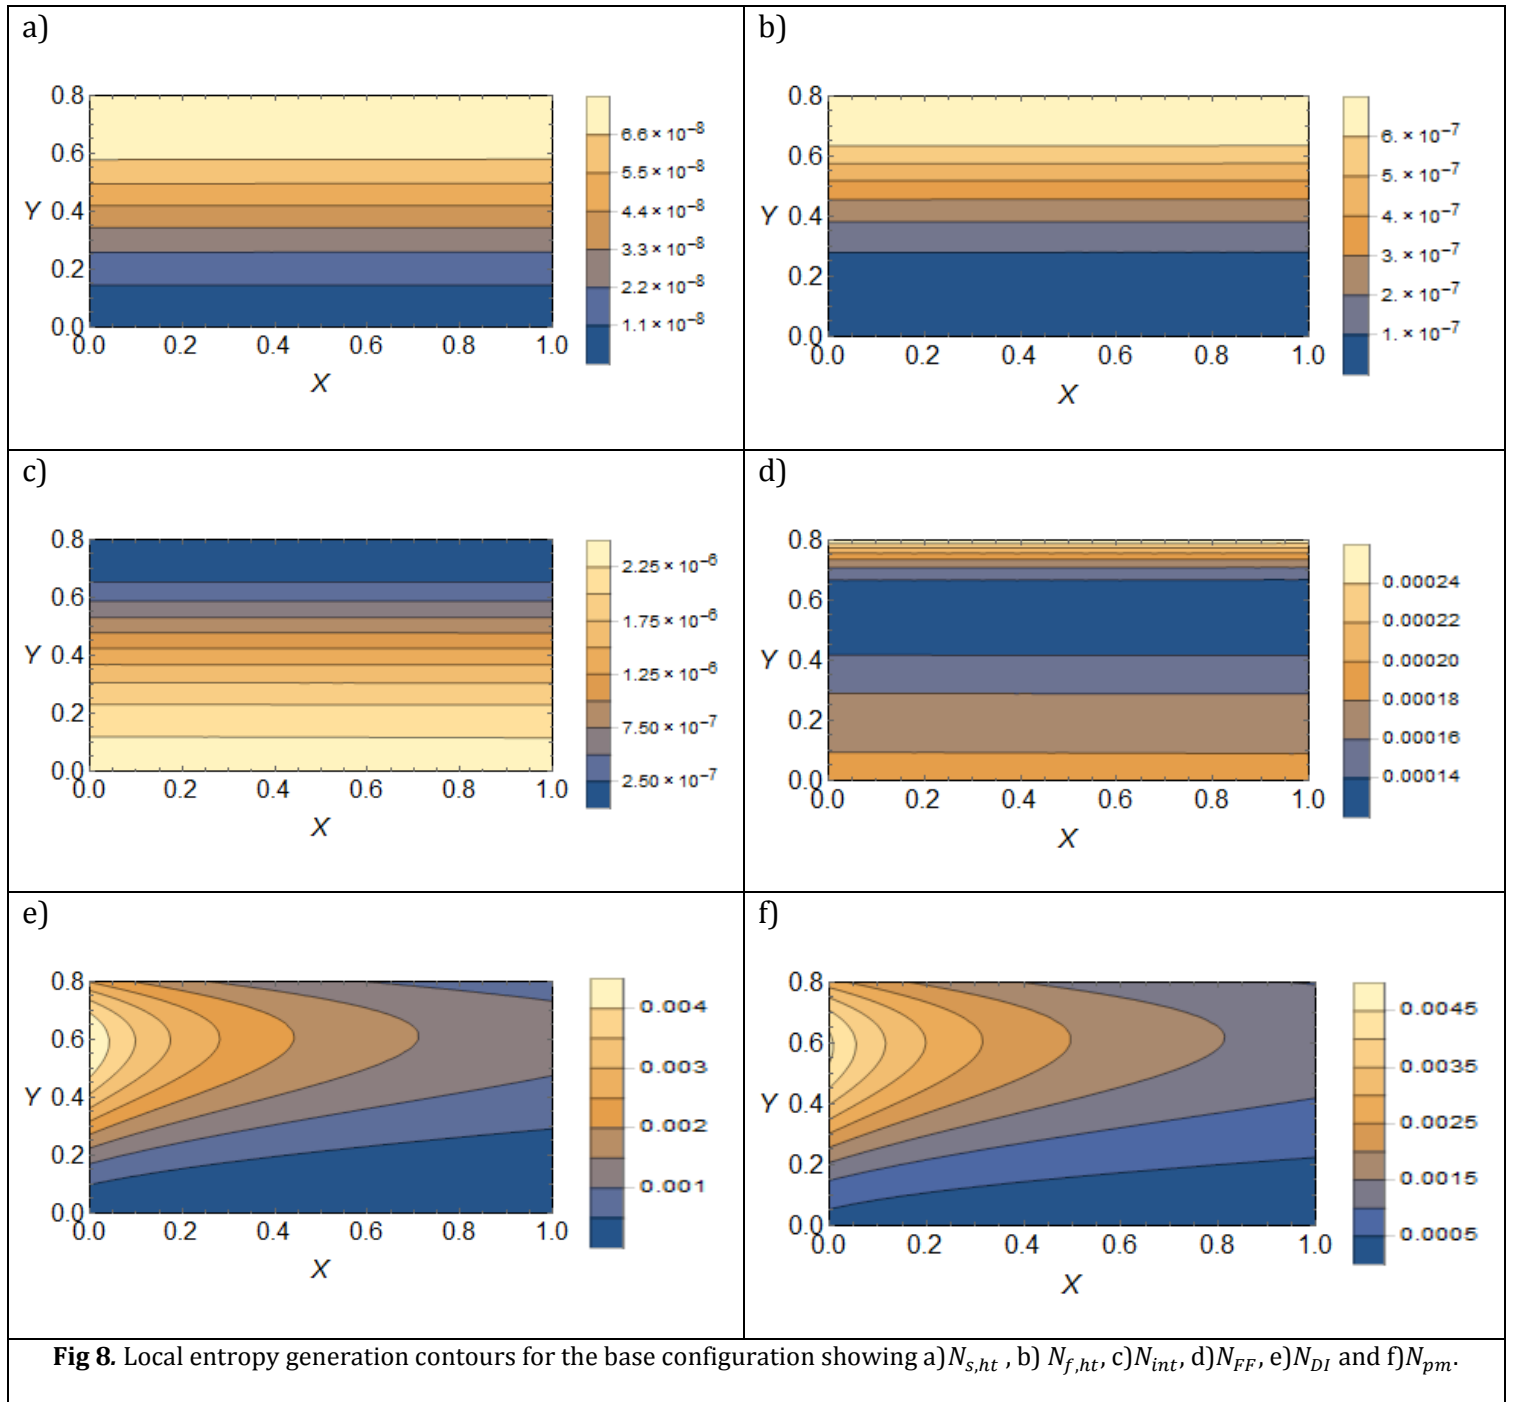 a)
0.8
0.6
Y 0.4
0.2
0.0
0.0 0.2 0.4 0.6 0.8 1.0
X
6.6 × 10⁻⁸
5.5 × 10⁻⁸
4.4 × 10⁻⁸
3.3 × 10⁻⁸
2.2 × 10⁻⁸
1.1 × 10⁻⁸
b)
0.8
0.6
Y 0.4
0.2
0.0
0.0 0.2 0.4 0.6 0.8 1.0
X
6. × 10⁻⁷
5. × 10⁻⁷
4. × 10⁻⁷
3. × 10⁻⁷
2. × 10⁻⁷
1. × 10⁻⁷
c)
0.8
0.6
Y 0.4
0.2
0.0
0.0 0.2 0.4 0.6 0.8 1.0
X
2.25 × 10⁻⁶
1.75 × 10⁻⁶
1.25 × 10⁻⁶
7.50 × 10⁻⁷
2.50 × 10⁻⁷
d)
0.8
0.6
Y 0.4
0.2
0.0
0.0 0.2 0.4 0.6 0.8 1.0
X
0.00024
0.00022
0.00020
0.00018
0.00016
0.00014
e)
0.8
0.6
Y 0.4
0.2
0.0
0.0 0.2 0.4 0.6 0.8 1.0
X
0.004
0.003
0.002
0.001
f)
0.8
0.6
Y 0.4
0.2
0.0
0.0 0.2 0.4 0.6 0.8 1.0
X
0.0045
0.0035
0.0025
0.0015
0.0005
Fig 8. Local entropy generation contours for the base configuration showing a)N_{s,ht} , b) N_{f,ht}, c)N_{int}, d)N_{FF}, e)N_{DI} and f)N_{pm}.